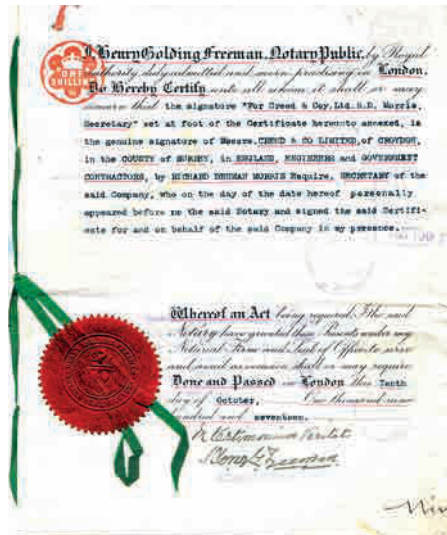 I, Henry Golding Freeman, Notary Public, by Royal
ONE SHILLING
authority duly admitted and sworn, practising in London,
Do Hereby Certify unto all whom it shall or may
concern that the signature "For Creed & Coy.Ltd. R.D. Morris,
Secretary" set at foot of the Certificate hereunto annexed, is
the genuine signature of Messrs. CREED & CO LIMITED, of CROYDON,
in the COUNTY of SURREY, in ENGLAND, ENGINEERS and GOVERNMENT
CONTRACTORS, by RICHARD MORRIS Esquire, SECRETARY of the
said Company, who on the day of the date hereof personally
appeared before me the said Notary and signed the said Certifi-
cate for and on behalf of the said Company in my presence.
Whereof an Act being required I the said
Notary have granted these Presents under my
Notarial Firm and Seal of Office to serve
and avail as occasion shall or may require
Done and Passed in London this Tenth
day of October, One thousand nine
hundred and seventeen.